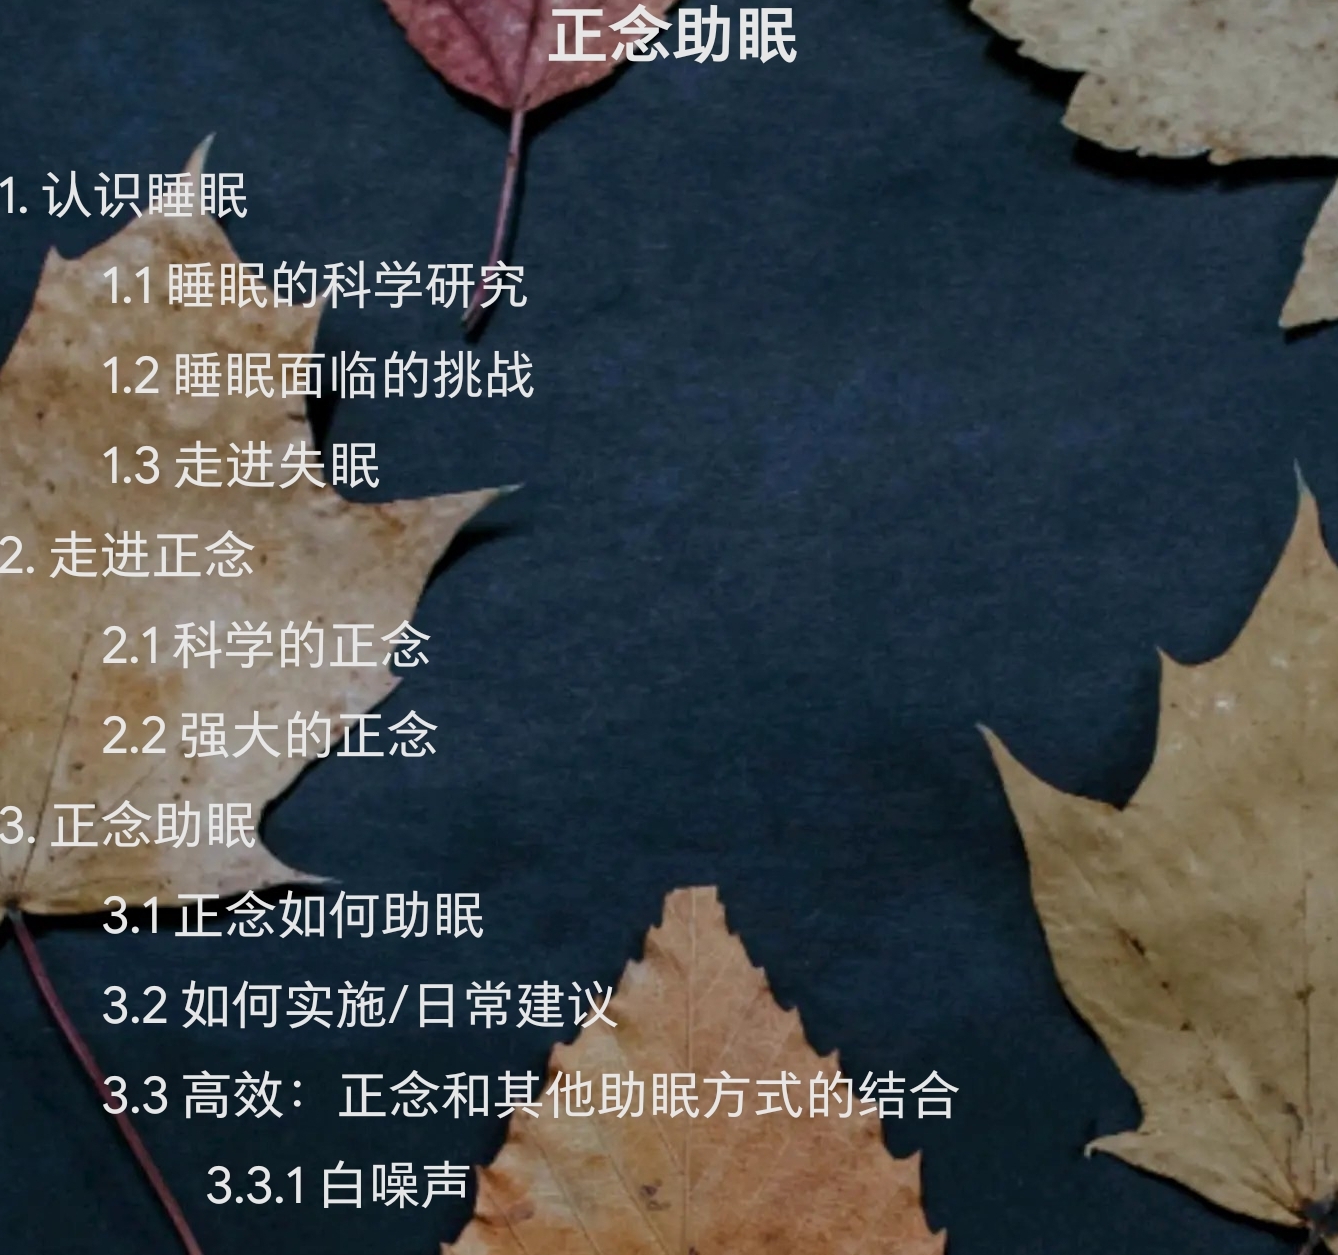 正念助眠
1. 认识睡眠
1.1 睡眠的科学研究
1.2 睡眠面临的挑战
1.3 走进失眠
2. 走进正念
2.1 科学的正念
2.2 强大的正念
3. 正念助眠
3.1 正念如何助眠
3.2 如何实施/日常建议
3.3 高效：正念和其他助眠方式的结合
3.3.1 白噪声